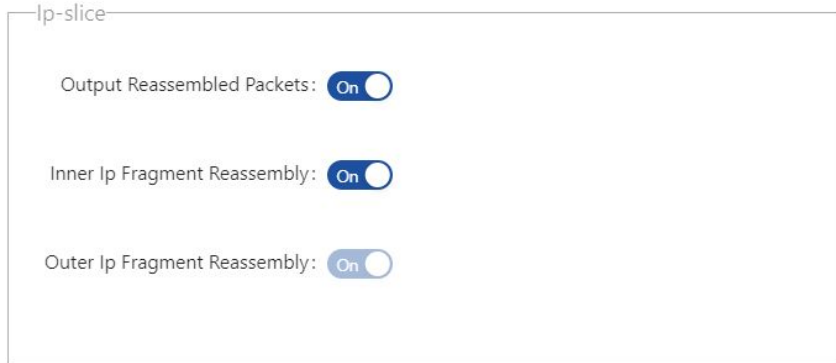 Ip-slice
Output Reassembled Packets: On
Inner Ip Fragment Reassembly: On
Outer Ip Fragment Reassembly: On